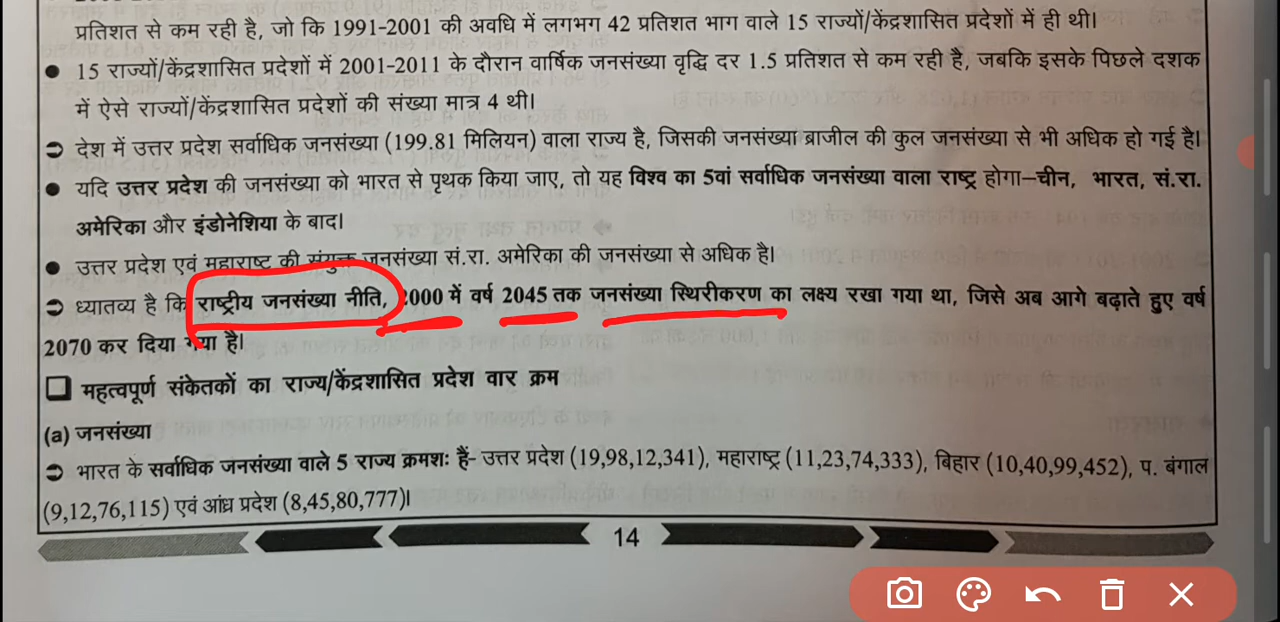 प्रतिशत से कम रही है, जो कि 1991-2001 की अवधि में लगभग 42 प्रतिशत भाग वाले 15 राज्यों/केंद्रशासित प्रदेशों में ही थी।
● 15 राज्यों/केंद्रशासित प्रदेशों में 2001-2011 के दौरान वार्षिक जनसंख्या वृद्धि दर 1.5 प्रतिशत से कम रही है, जबकि इसके पिछले दशक
में ऐसे राज्यों/केंद्रशासित प्रदेशों की संख्या मात्र 4 थी।
➲ देश में उत्तर प्रदेश सर्वाधिक जनसंख्या (199.81 मिलियन) वाला राज्य है, जिसकी जनसंख्या ब्राजील की कुल जनसंख्या से भी अधिक हो गई है।
● यदि उत्तर प्रदेश की जनसंख्या को भारत से पृथक किया जाए, तो यह विश्व का 5वां सर्वाधिक जनसंख्या वाला राष्ट्र होगा–चीन, भारत, सं.रा.
अमेरिका और इंडोनेशिया के बाद।
● उत्तर प्रदेश एवं महाराष्ट्र की संयुक्त जनसंख्या सं.रा. अमेरिका की जनसंख्या से अधिक है।
➲ ध्यातव्य है कि राष्ट्रीय जनसंख्या नीति, 2000 में वर्ष 2045 तक जनसंख्या स्थिरीकरण का लक्ष्य रखा गया था, जिसे अब आगे बढ़ाते हुए वर्ष
2070 कर दिया गया है।
❑ महत्वपूर्ण संकेतकों का राज्य/केंद्रशासित प्रदेश वार क्रम
(a) जनसंख्या
➲ भारत के सर्वाधिक जनसंख्या वाले 5 राज्य क्रमशः हैं- उत्तर प्रदेश (19,98,12,341), महाराष्ट्र (11,23,74,333), बिहार (10,40,99,452), प. बंगाल
(9,12,76,115) एवं आंध्र प्रदेश (8,45,80,777)।
14